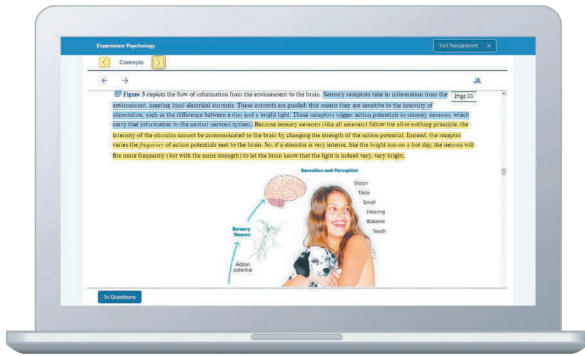 Experience Psychology
Exit Assignment X
Concepts
Figure 3 depicts the flow of information from the environment to the brain. Sensory receptors take in information from the
Page 85
environment, creating local electrical currents. These currents are graded; that means they are sensitive to the intensity of
stimulation, such as the difference between a dim and a bright light. These receptors trigger action potentials in sensory neurons, which
carry that information to the central nervous system. Because sensory neurons (like all neurons) follow the all-or-nothing principle, the
intensity of the stimulus cannot be communicated to the brain by changing the strength of the action potential. Instead, the receptor
varies the frequency of action potentials sent to the brain. So, if a stimulus is very intense, like the bright sun on a hot day, the neuron will
fire more frequently (but with the same strength) to let the brain know that the light is indeed very, very bright.
Sensation and Perception
Vision
Taste
Smell
Hearing
Balance
Touch
Sensory
Neuron
Action
potential
To Questions